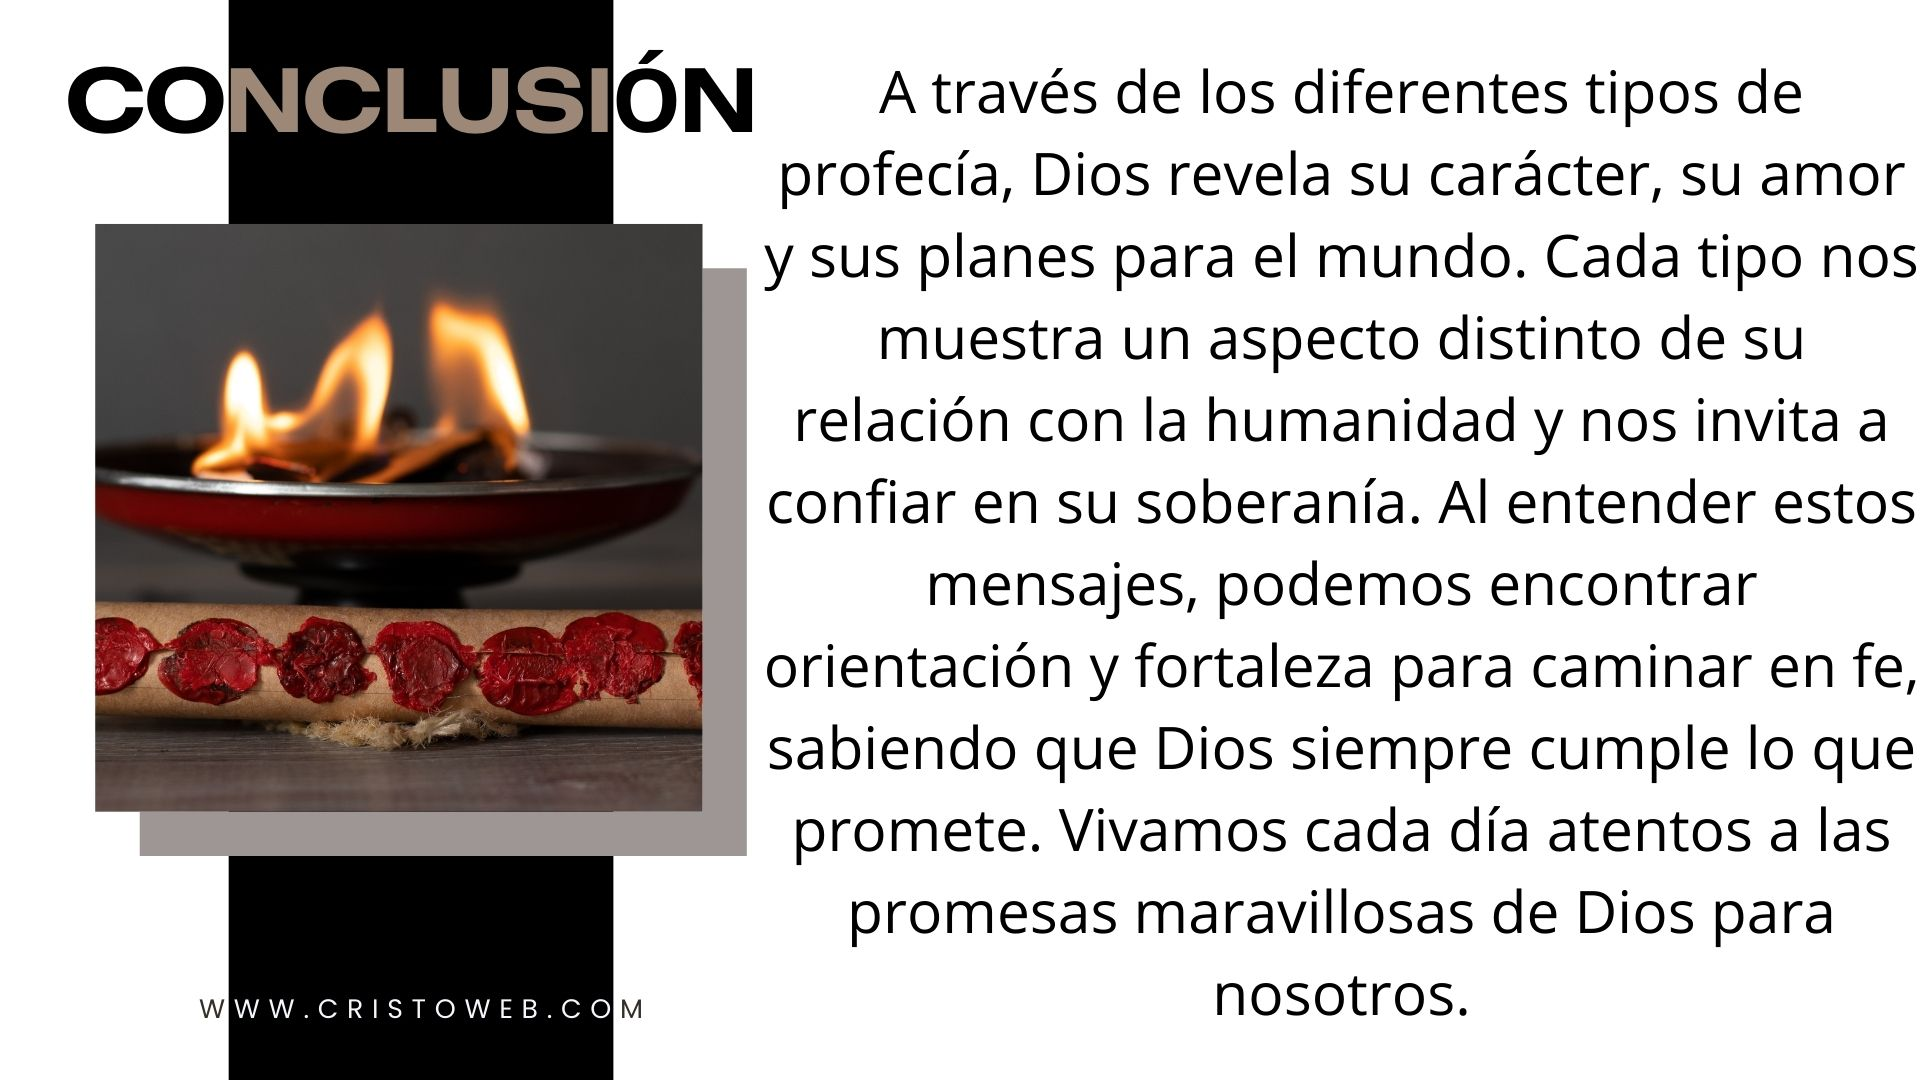 CONCLUSIÓN
A través de los diferentes tipos de
profecía, Dios revela su carácter, su amor
y sus planes para el mundo. Cada tipo nos
muestra un aspecto distinto de su
relación con la humanidad y nos invita a
confiar en su soberanía. Al entender estos
mensajes, podemos encontrar
orientación y fortaleza para caminar en fe,
sabiendo que Dios siempre cumple lo que
promete. Vivamos cada día atentos a las
promesas maravillosas de Dios para
nosotros.
WWW.CRISTOWEB.COM